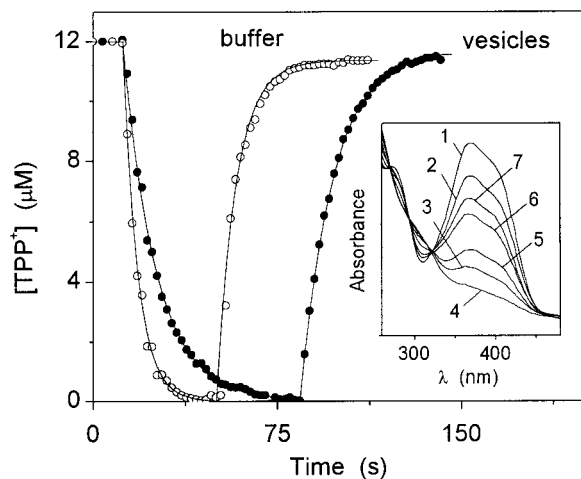 buffer
vesicles
[TPP⁺] (μM)
12
8
4
0
0
75
150
Time (s)
Absorbance
1
2
3
4
7
6
5
300
400
λ (nm)